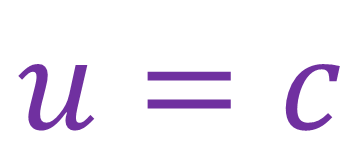 u = c